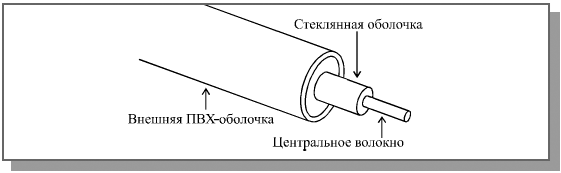 Стеклянная оболочка
Внешняя ПВХ-оболочка
Центральное волокно